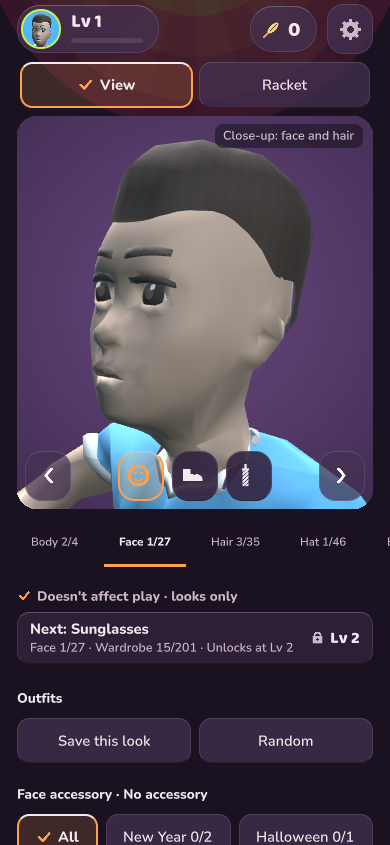 Lv 1
0
View
Racket
Close-up: face and hair
Body 2/4
Face 1/27
Hair 3/35
Hat 1/46
Doesn't affect play · looks only
Next: Sunglasses
Face 1/27 · Wardrobe 15/201 · Unlocks at Lv 2
Lv 2
Outfits
Save this look
Random
Face accessory · No accessory
All
New Year 0/2
Halloween 0/1